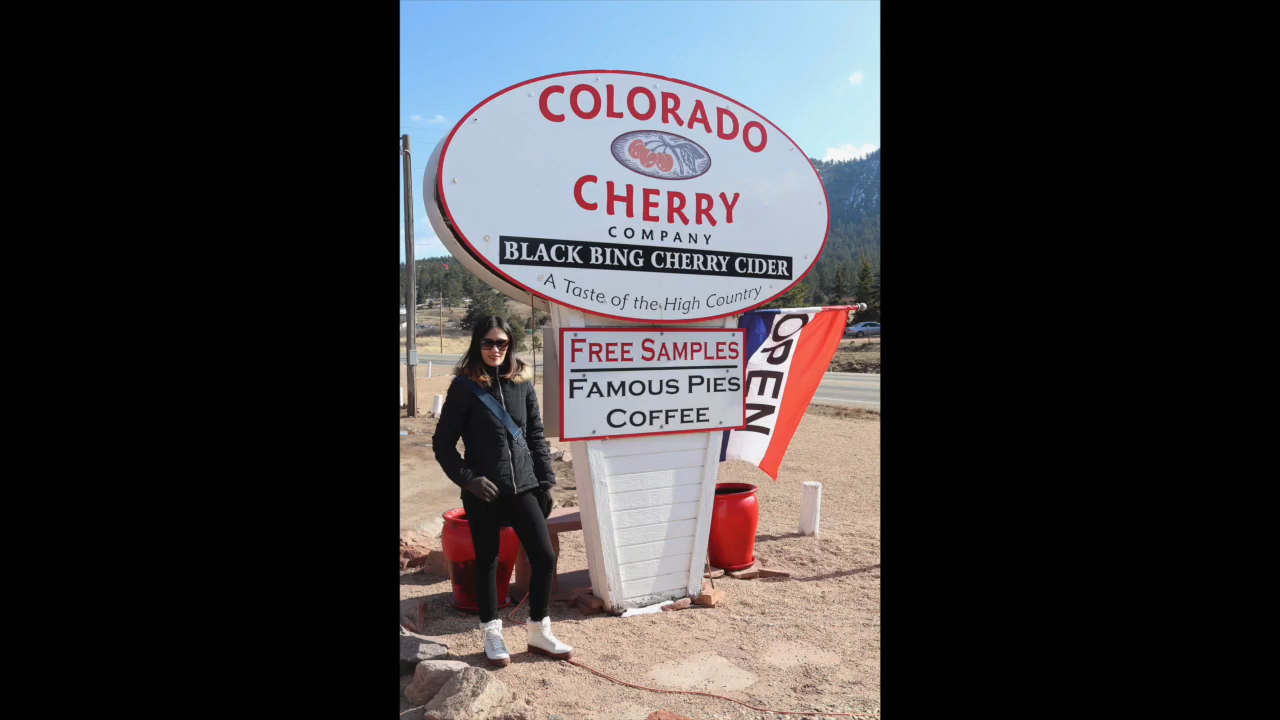 COLORADO
CHERRY
COMPANY
BLACK BING CHERRY CIDER
A Taste of the High Country
FREE SAMPLES
FAMOUS PIES
COFFEE
OPEN